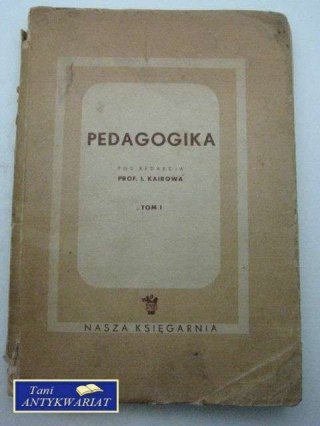 PEDAGOGIKA
POD REDAKCJĄ
PROF. I. KAIROWA
TOM I
NASZA KSIĘGARNIA
Tani
ANTYKWARIAT